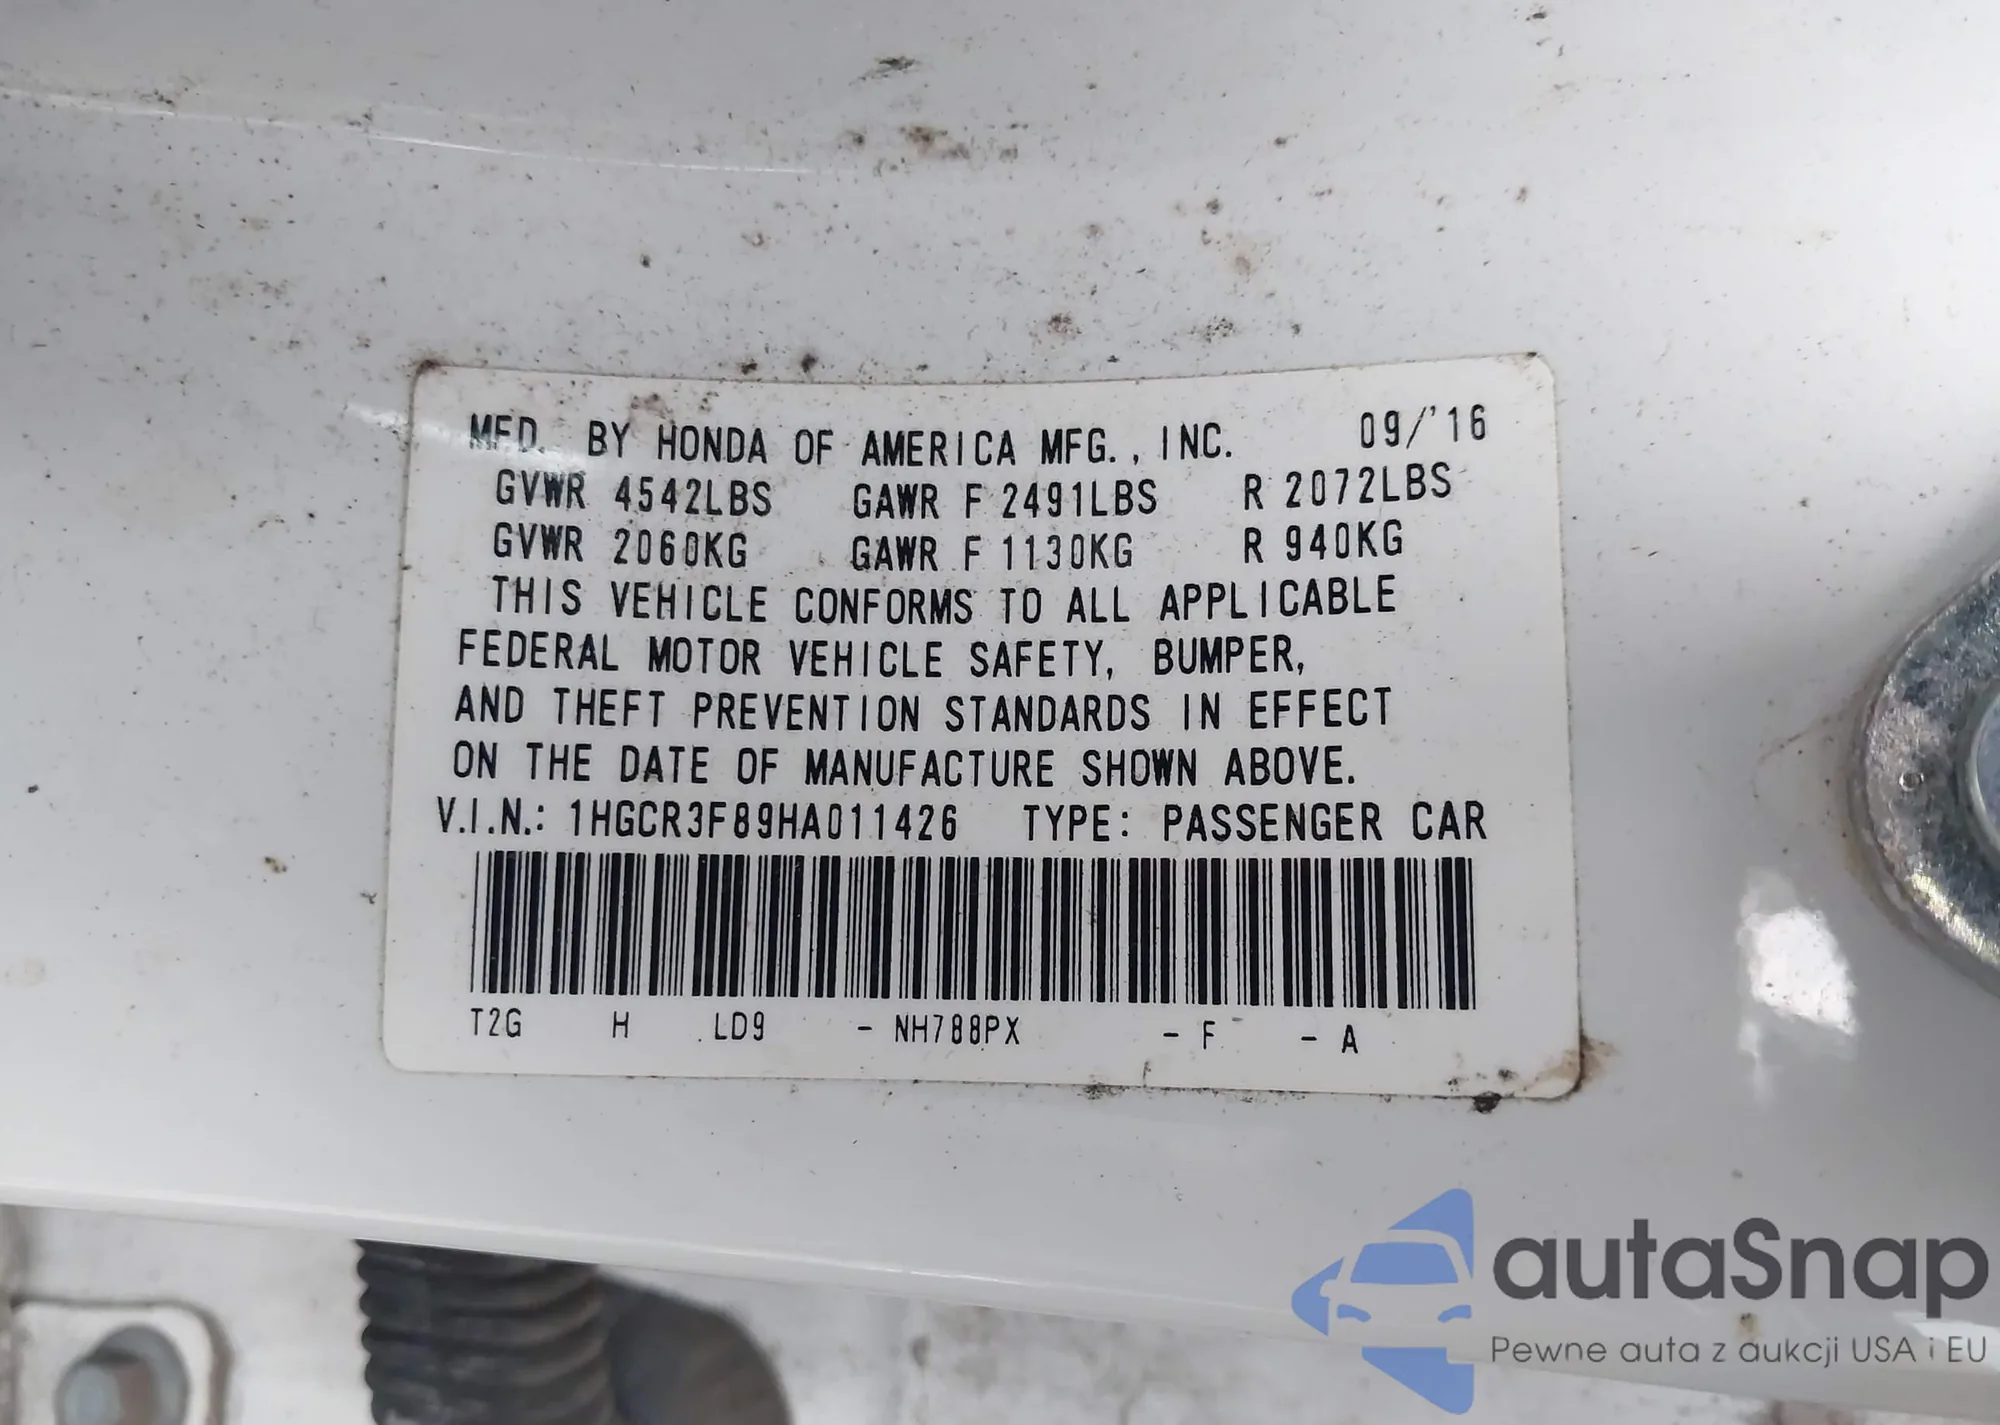 MFD. BY HONDA OF AMERICA MFG., INC. 09/'16
GVWR 4542LBS GAWR F 2491LBS R 2072LBS
GVWR 2060KG GAWR F 1130KG R 940KG
THIS VEHICLE CONFORMS TO ALL APPLICABLE
FEDERAL MOTOR VEHICLE SAFETY, BUMPER,
AND THEFT PREVENTION STANDARDS IN EFFECT
ON THE DATE OF MANUFACTURE SHOWN ABOVE.
V.I.N.: 1HGCR3F89HA011426 TYPE: PASSENGER CAR
T2G H LD9 - NH788PX - F - A
autaSnap
Pewne auta z aukcji USA i EU